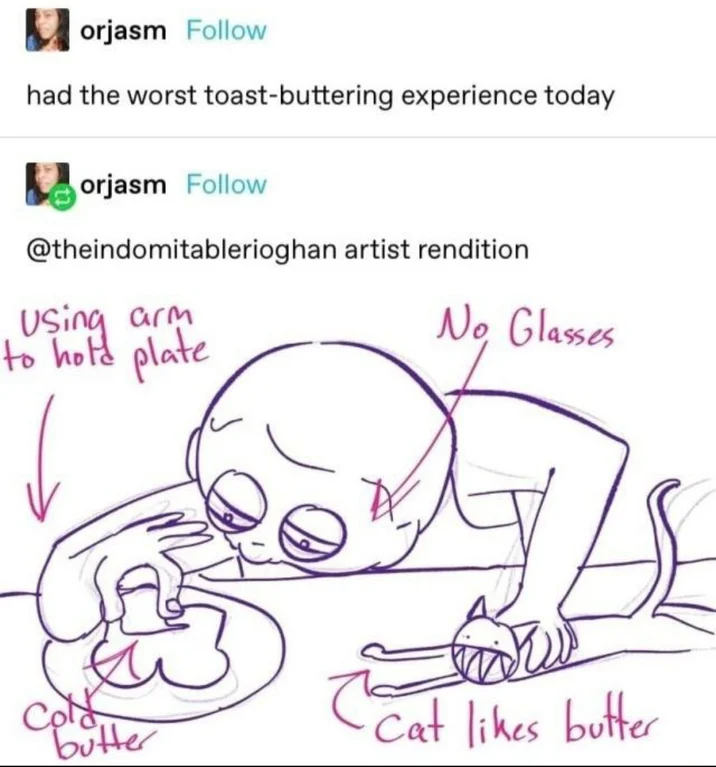 orjasm Follow
had the worst toast-buttering experience today
orjasm Follow
@theindomitablerioghan artist rendition
Using arm
to hold plate
No Glasses
Cold
butter
Cat likes butter